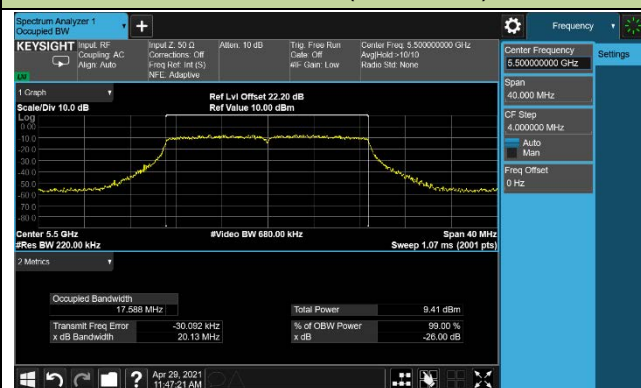 Spectrum Analyzer 1
Occupied BW
Frequency
KEYSIGHT
Input: RF
Coupling: AC
Align: Auto
Input Z: 50 Ω
Corrections: Off
Freq Ref: Int (S)
NFE: Adaptive
Atten: 10 dB
Trig: Free Run
Gate: Off
#IF Gain: Low
Center Freq: 5.500000000 GHz
Avg|Hold:>10/10
Radio Std: None
1 Graph
Scale/Div 10.0 dB
Ref Lvl Offset 22.20 dB
Ref Value 10.00 dBm
Log
0.00
-10.0
-20.0
-30.0
-40.0
-50.0
-60.0
-70.0
-80.0
Center 5.5 GHz
#Res BW 220.00 kHz
#Video BW 680.00 kHz
Span 40 MHz
Sweep 1.07 ms (2001 pts)
2 Metrics
Occupied Bandwidth
17.588 MHz
Total Power
9.41 dBm
Transmit Freq Error
-30.092 kHz
% of OBW Power
99.00 %
x dB Bandwidth
20.13 MHz
x dB
-26.00 dB
Apr 29, 2021
11:47:21 AM
Center Frequency
5.500000000 GHz
Settings
Span
40.000 MHz
CF Step
4.000000 MHz
Auto
Man
Freq Offset
0 Hz